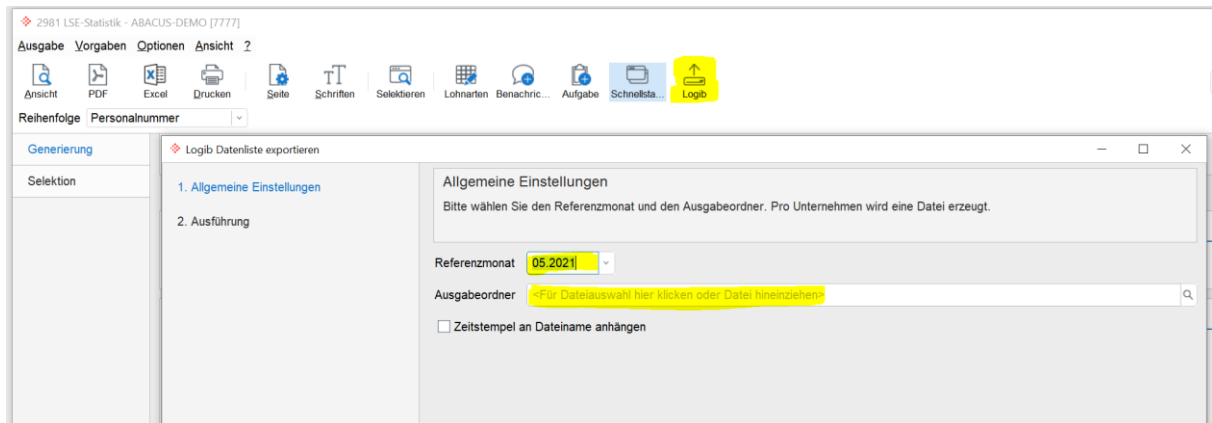 2981 LSE-Statistik - ABACUS-DEMO [7777]
Ausgabe Vorgaben Optionen Ansicht ?
Ansicht PDF Excel Drucken Seite Schriften Selektieren Lohnarten Benachric... Aufgabe Schnellsta... Logib
Reihenfolge Personalnummer
Generierung
Selektion
Logib Datenliste exportieren
1. Allgemeine Einstellungen
2. Ausführung
Allgemeine Einstellungen
Bitte wählen Sie den Referenzmonat und den Ausgabeordner. Pro Unternehmen wird eine Datei erzeugt.
Referenzmonat 05.2021
Ausgabeordner <Für Dateiauswahl hier klicken oder Datei hineinziehen>
Zeitstempel an Dateiname anhängen